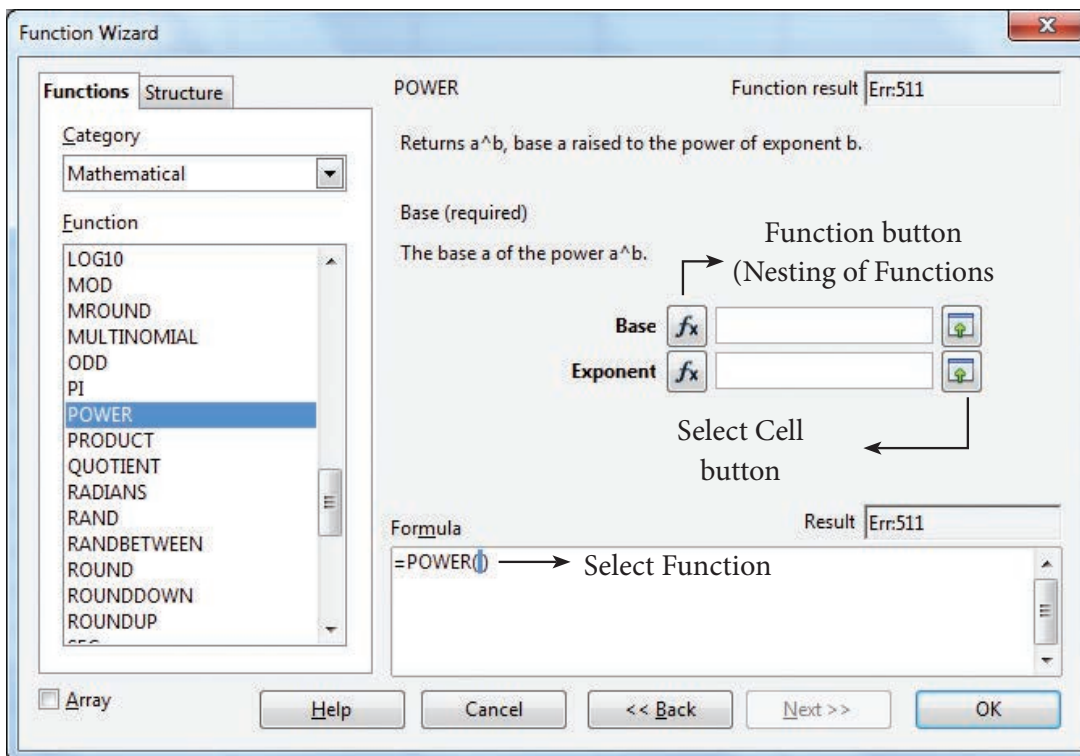 Function Wizard
Functions Structure
Category
Mathematical
Function
LOG10
MOD
MROUND
MULTINOMIAL
ODD
PI
POWER
PRODUCT
QUOTIENT
RADIANS
RAND
RANDBETWEEN
ROUND
ROUNDDOWN
ROUNDUP
Array
POWER Function result Err:511
Returns a^b, base a raised to the power of exponent b.
Base (required)
The base a of the power a^b.
Function button
(Nesting of Functions
Base fx
Exponent fx
Select Cell
button
Formula Result Err:511
=POWER() Select Function
Help Cancel << Back Next >> OK